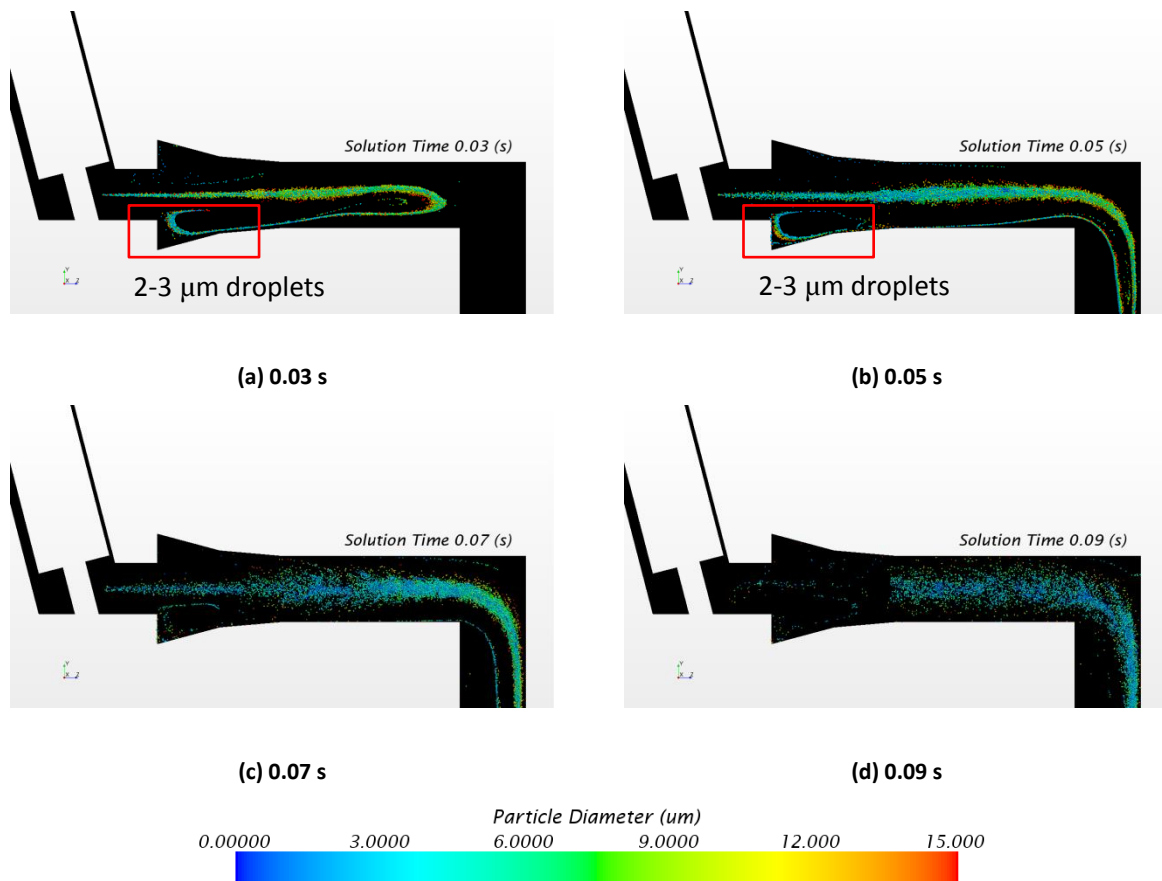 Solution Time 0.03 (s)
Solution Time 0.05 (s)
2-3 μm droplets
2-3 μm droplets
(a) 0.03 s
(b) 0.05 s
Solution Time 0.07 (s)
Solution Time 0.09 (s)
(c) 0.07 s
(d) 0.09 s
Particle Diameter (um)
0.00000 3.0000 6.0000 9.0000 12.000 15.000